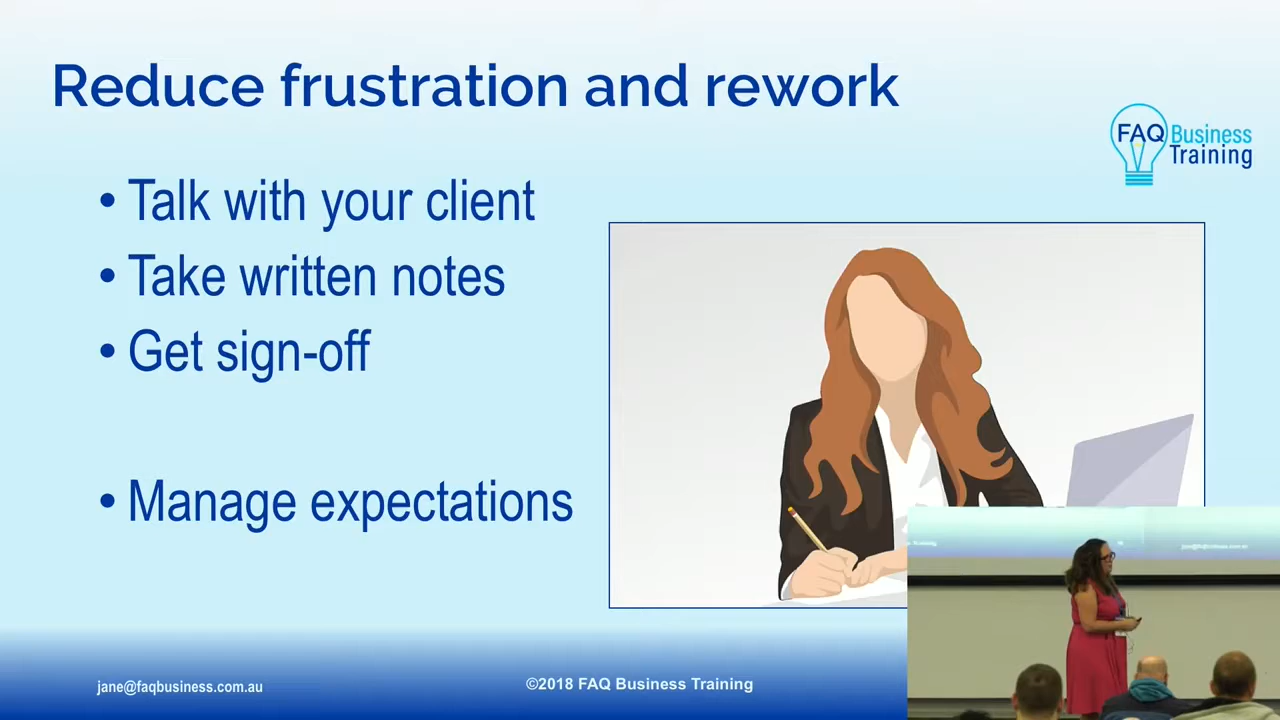 Reduce frustration and rework
FAQ Business
Training
• Talk with your client
• Take written notes
• Get sign-off
• Manage expectations
jane@faqbusiness.com.au
©2018 FAQ Business Training